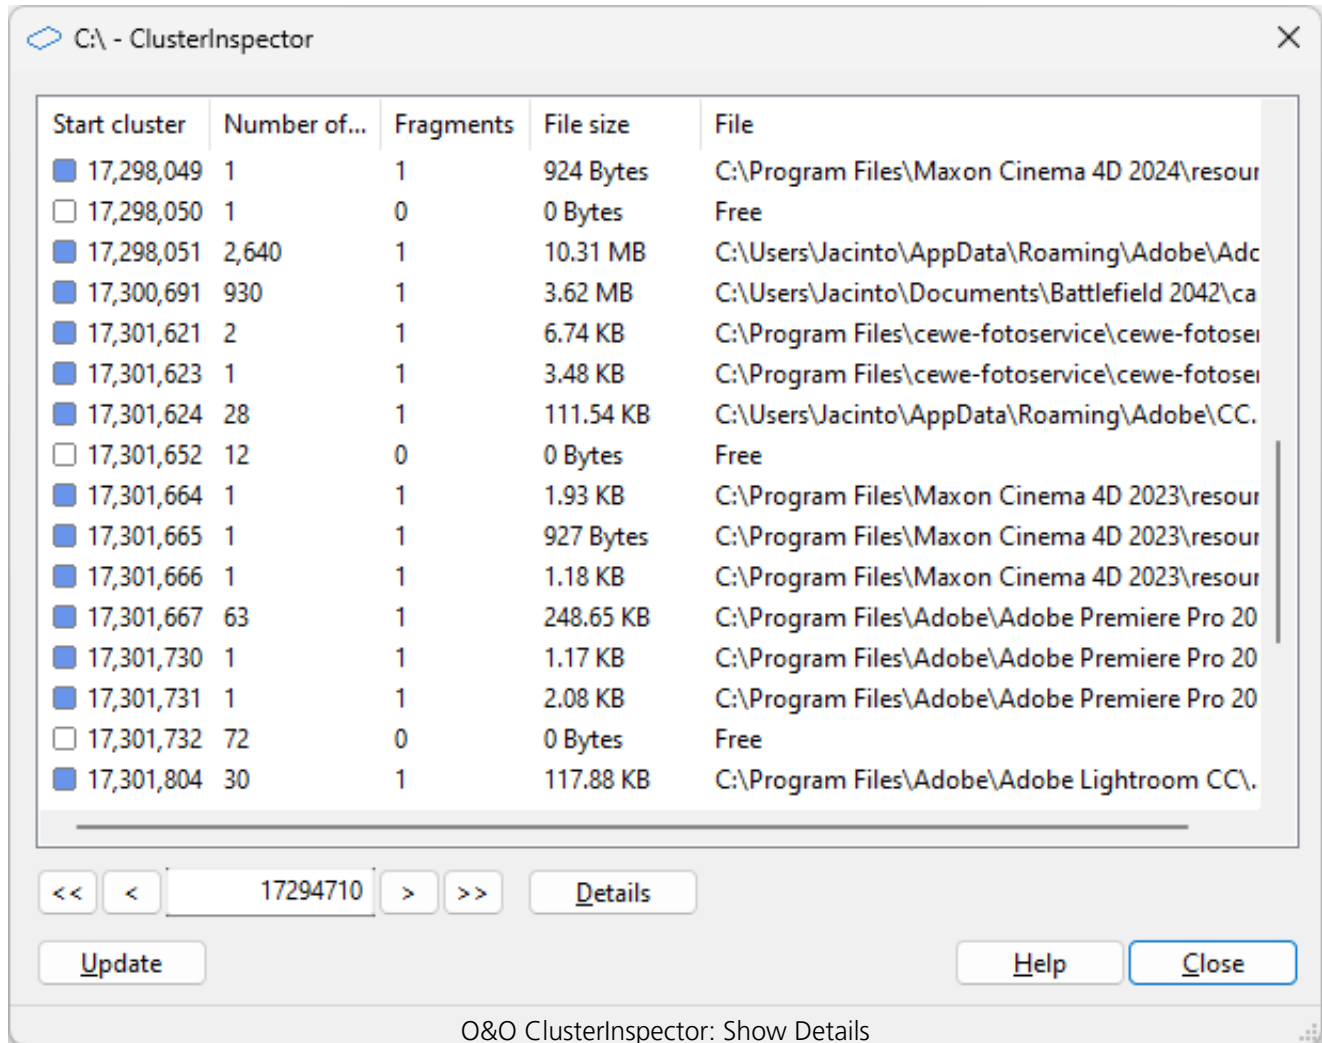 C:\ - ClusterInspector
Start cluster Number of... Fragments File size File
17,298,049 1 1 924 Bytes C:\Program Files\Maxon Cinema 4D 2024\resour
17,298,050 1 0 0 Bytes Free
17,298,051 2,640 1 10.31 MB C:\Users\Jacinto\AppData\Roaming\Adobe\Adc
17,300,691 930 1 3.62 MB C:\Users\Jacinto\Documents\Battlefield 2042\ca
17,301,621 2 1 6.74 KB C:\Program Files\cewe-fotoservice\cewe-fotoser
17,301,623 1 1 3.48 KB C:\Program Files\cewe-fotoservice\cewe-fotoser
17,301,624 28 1 111.54 KB C:\Users\Jacinto\AppData\Roaming\Adobe\CC.
17,301,652 12 0 0 Bytes Free
17,301,664 1 1 1.93 KB C:\Program Files\Maxon Cinema 4D 2023\resour
17,301,665 1 1 927 Bytes C:\Program Files\Maxon Cinema 4D 2023\resour
17,301,666 1 1 1.18 KB C:\Program Files\Maxon Cinema 4D 2023\resour
17,301,667 63 1 248.65 KB C:\Program Files\Adobe\Adobe Premiere Pro 20
17,301,730 1 1 1.17 KB C:\Program Files\Adobe\Adobe Premiere Pro 20
17,301,731 1 1 2.08 KB C:\Program Files\Adobe\Adobe Premiere Pro 20
17,301,732 72 0 0 Bytes Free
17,301,804 30 1 117.88 KB C:\Program Files\Adobe\Adobe Lightroom CC\.
<< < 17294710 > >> Details
Update Help Close
O&O ClusterInspector: Show Details